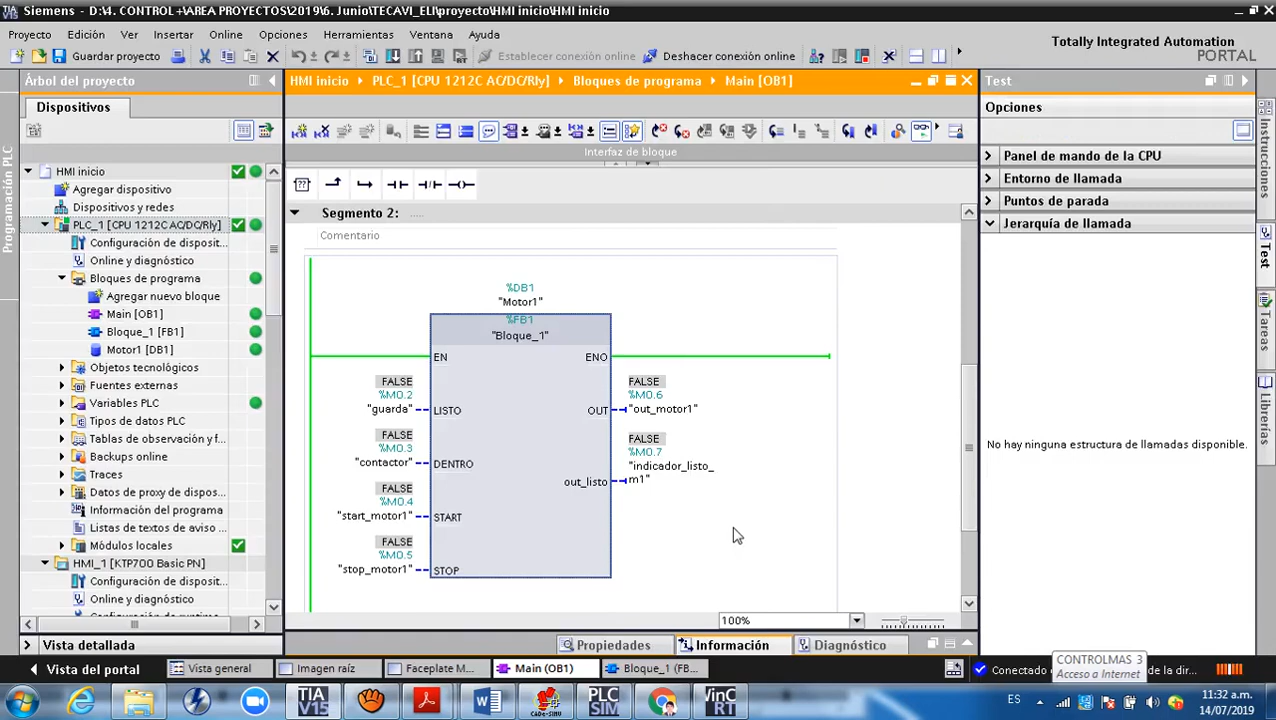 Siemens - D:\4. CONTROL +\AREA PROYECTOS\2019\6. Junio\TECAVI_ELI\proyecto\HMI inicio\HMI inicio
Proyecto Edición Ver Insertar Online Opciones Herramientas Ventana Ayuda
Totally Integrated Automation
PORTAL
Guardar proyecto
Establecer conexión online
Deshacer conexión online
Árbol del proyecto
HMI inicio PLC_1 [CPU 1212C AC/DC/Rly] Bloques de programa Main [OB1]
Test
Dispositivos
Opciones
Programación PLC
Interfaz de bloque
HMI inicio
Agregar dispositivo
Dispositivos y redes
PLC_1 [CPU 1212C AC/DC/Rly]
Configuración de disposit...
Online y diagnóstico
Bloques de programa
Agregar nuevo bloque
Main [OB1]
Bloque_1 [FB1]
Motor1 [DB1]
Objetos tecnológicos
Fuentes externas
Variables PLC
Tipos de datos PLC
Tablas de observación y f...
Backups online
Traces
Datos de proxy de dispos...
Información del programa
Listas de textos de aviso ...
Módulos locales
HMI_1 [KTP700 Basic PN]
Configuración de disposit...
Online y diagnóstico
Vista detallada
??
Segmento 2: .....
Comentario
%DB1
"Motor1"
%FB1
"Bloque_1"
EN ENO
FALSE
%M0.2
"guarda" LISTO
FALSE
%M0.3
"contactor" DENTRO
FALSE
%M0.4
"start_motor1" START
FALSE
%M0.5
"stop_motor1" STOP
FALSE
%M0.6
OUT "out_motor1"
FALSE
%M0.7
"indicador_listo_
out_listo m1"
100%
Propiedades Información Diagnóstico
Panel de mando de la CPU
Entorno de llamada
Puntos de parada
Jerarquía de llamada
No hay ninguna estructura de llamadas disponible.
Instrucciones
Test
Tareas
Librerías
Vista del portal Vista general Imagen raíz Faceplate M... Main (OB1) Bloque_1 (FB...
Conectado
de la dir...
CONTROLMAS 3
Acceso a Internet
TIA
V15
PLC
SIM
WinC
RT
ES
11:32 a.m.
14/07/2019